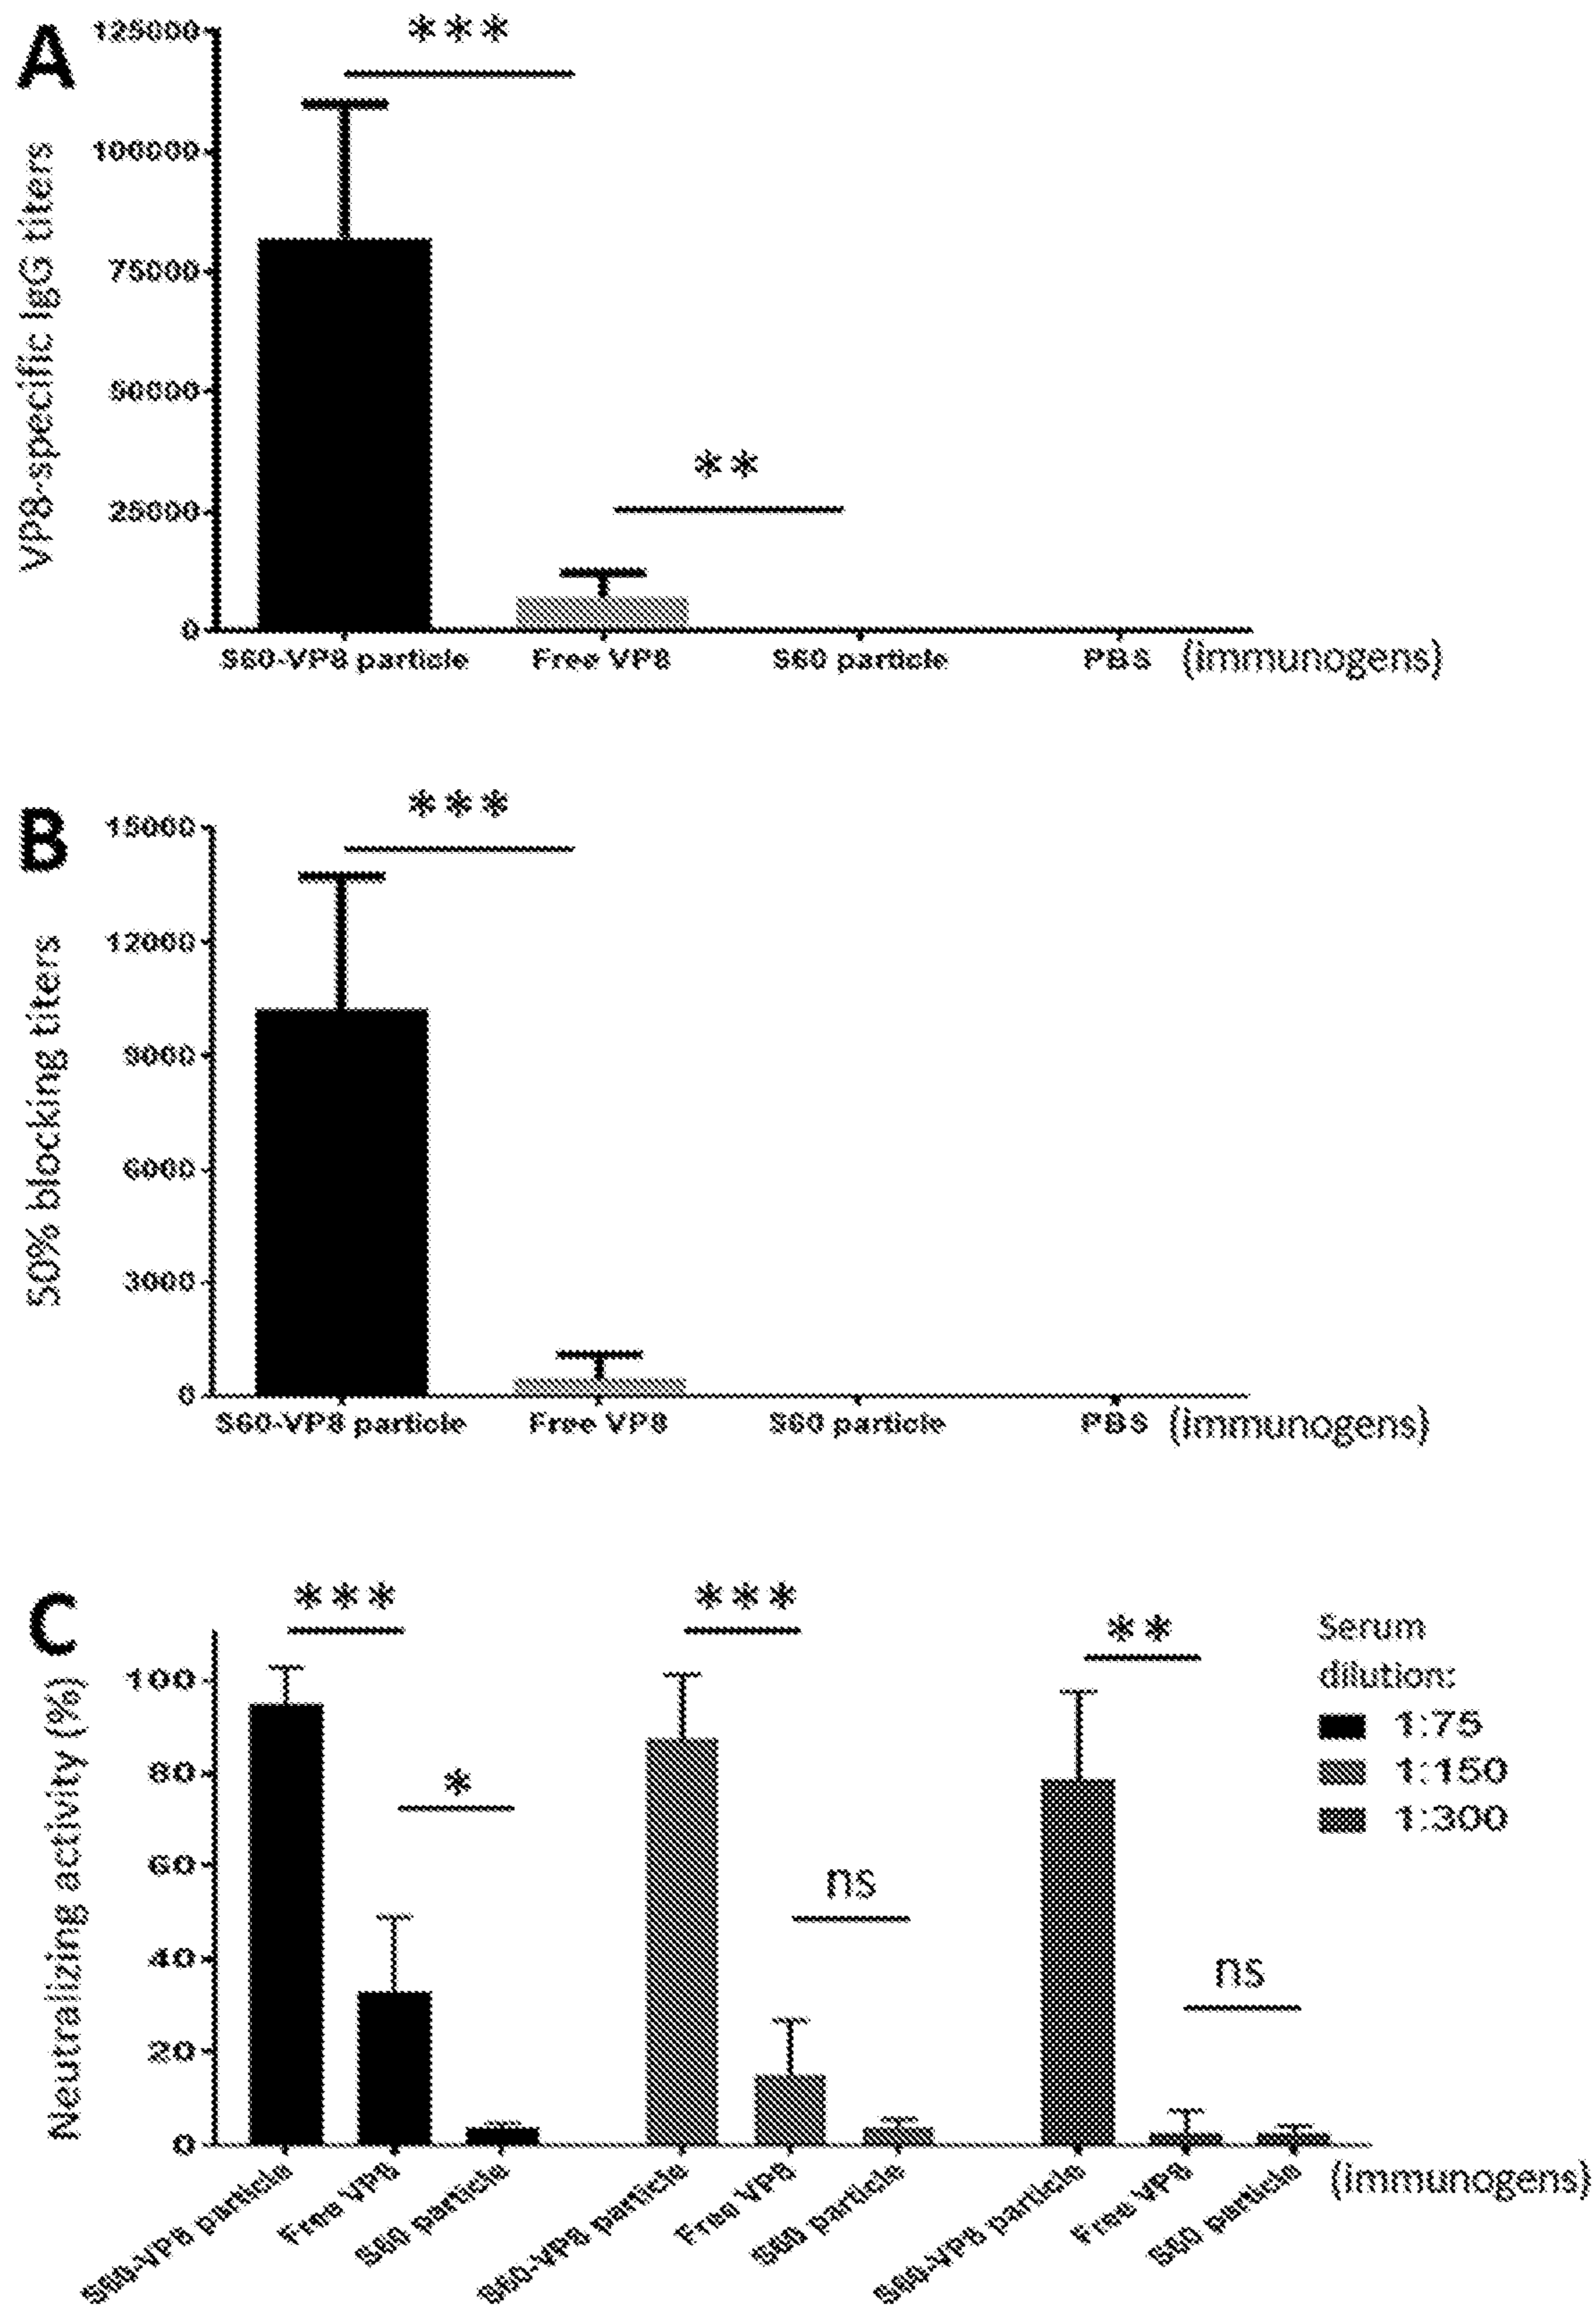 A
***
125000
100000
75000
50000
25000
0
VP8-specific IgG titers
**
S60-VP8 particle Free VP8 S60 particle PBS (immunogens)
B
***
15000
12000
9000
6000
3000
0
50% blocking titers
S60-VP8 particle Free VP8 S60 particle PBS (immunogens)
C
*** *** **
* ns ns
100
80
60
40
20
0
Neutralizing activity (%)
Serum
dilution:
1:75
1:150
1:300
S60-VP8 particle Free VP8 S60 particle S60-VP8 particle Free VP8 S60 particle S60-VP8 particle Free VP8 S60 particle (immunogens)